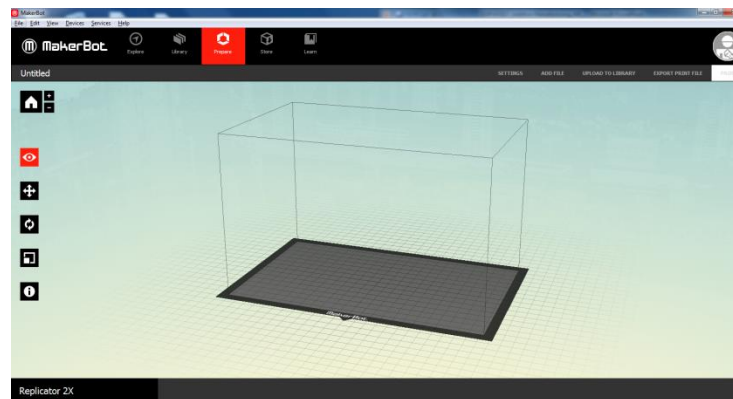 MakerBot
File Edit View Devices Services Help
MakerBot
Explore Library Prepare Store Learn
Untitled
SETTINGS ADD FILE UPLOAD TO LIBRARY EXPORT PRINT FILE
+
-
MakerBot
Replicator 2X